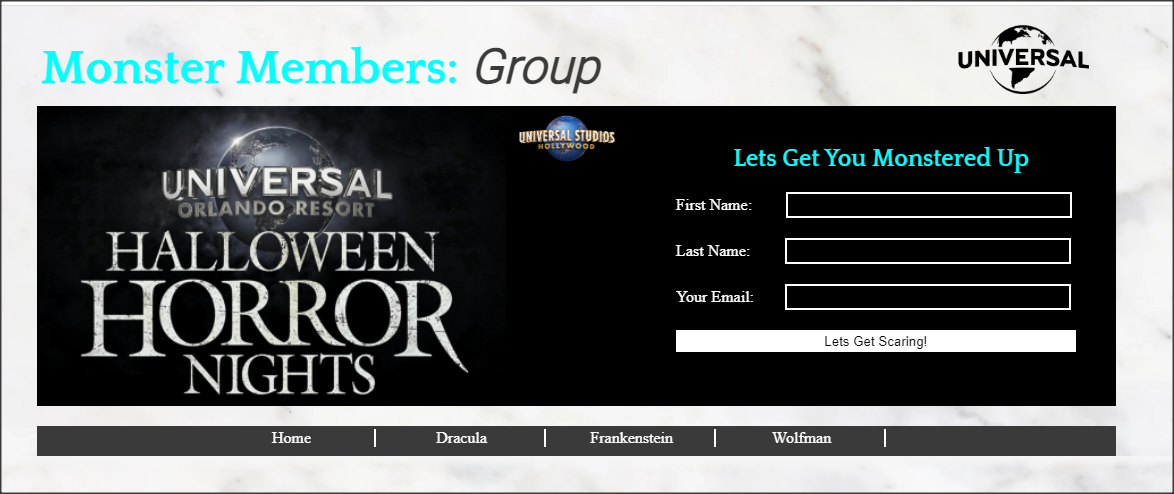 Monster Members: Group
UNIVERSAL
UNIVERSAL
ORLANDO RESORT
HALLOWEEN
HORROR
NIGHTS
UNIVERSAL STUDIOS
HOLLYWOOD
Lets Get You Monstered Up
First Name:
Last Name:
Your Email:
Lets Get Scaring!
Home Dracula Frankenstein Wolfman